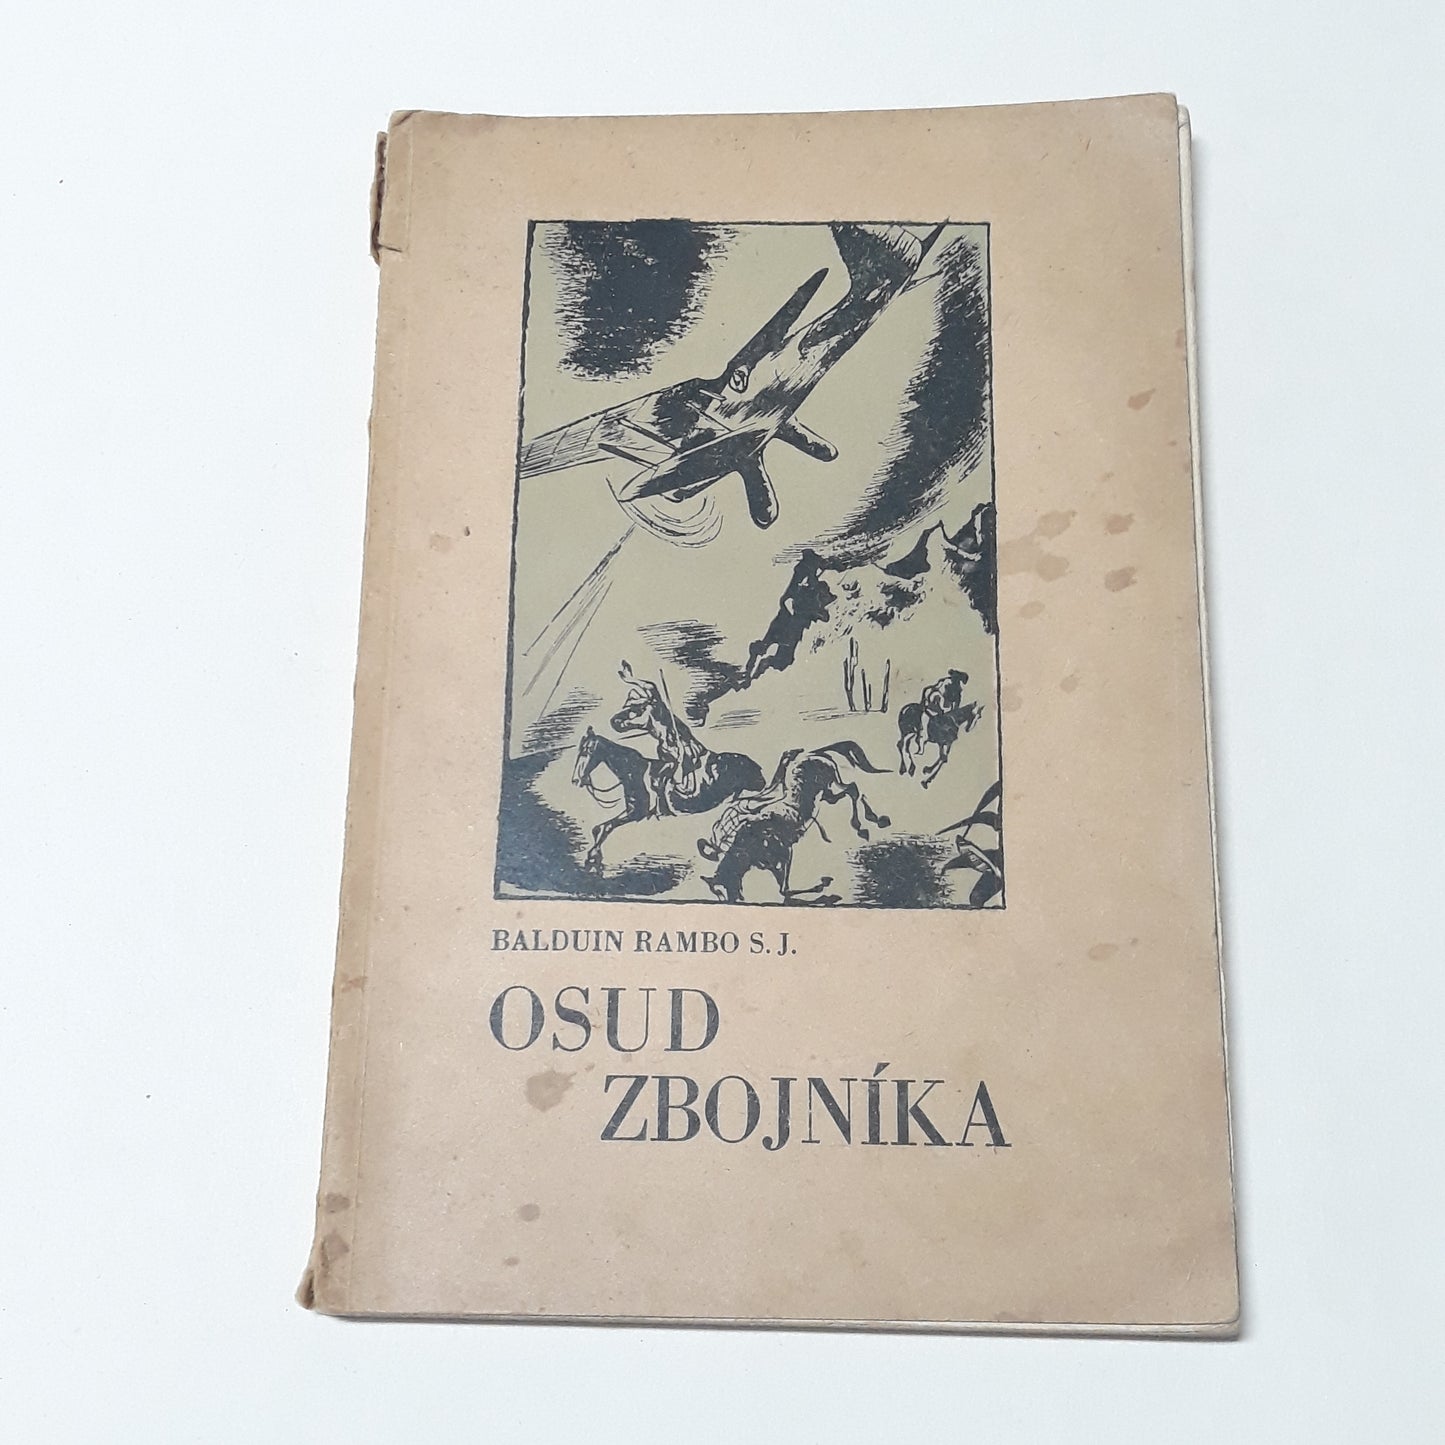 BALDUIN RAMBO S. J.
OSUD
ZBOJNÍKA